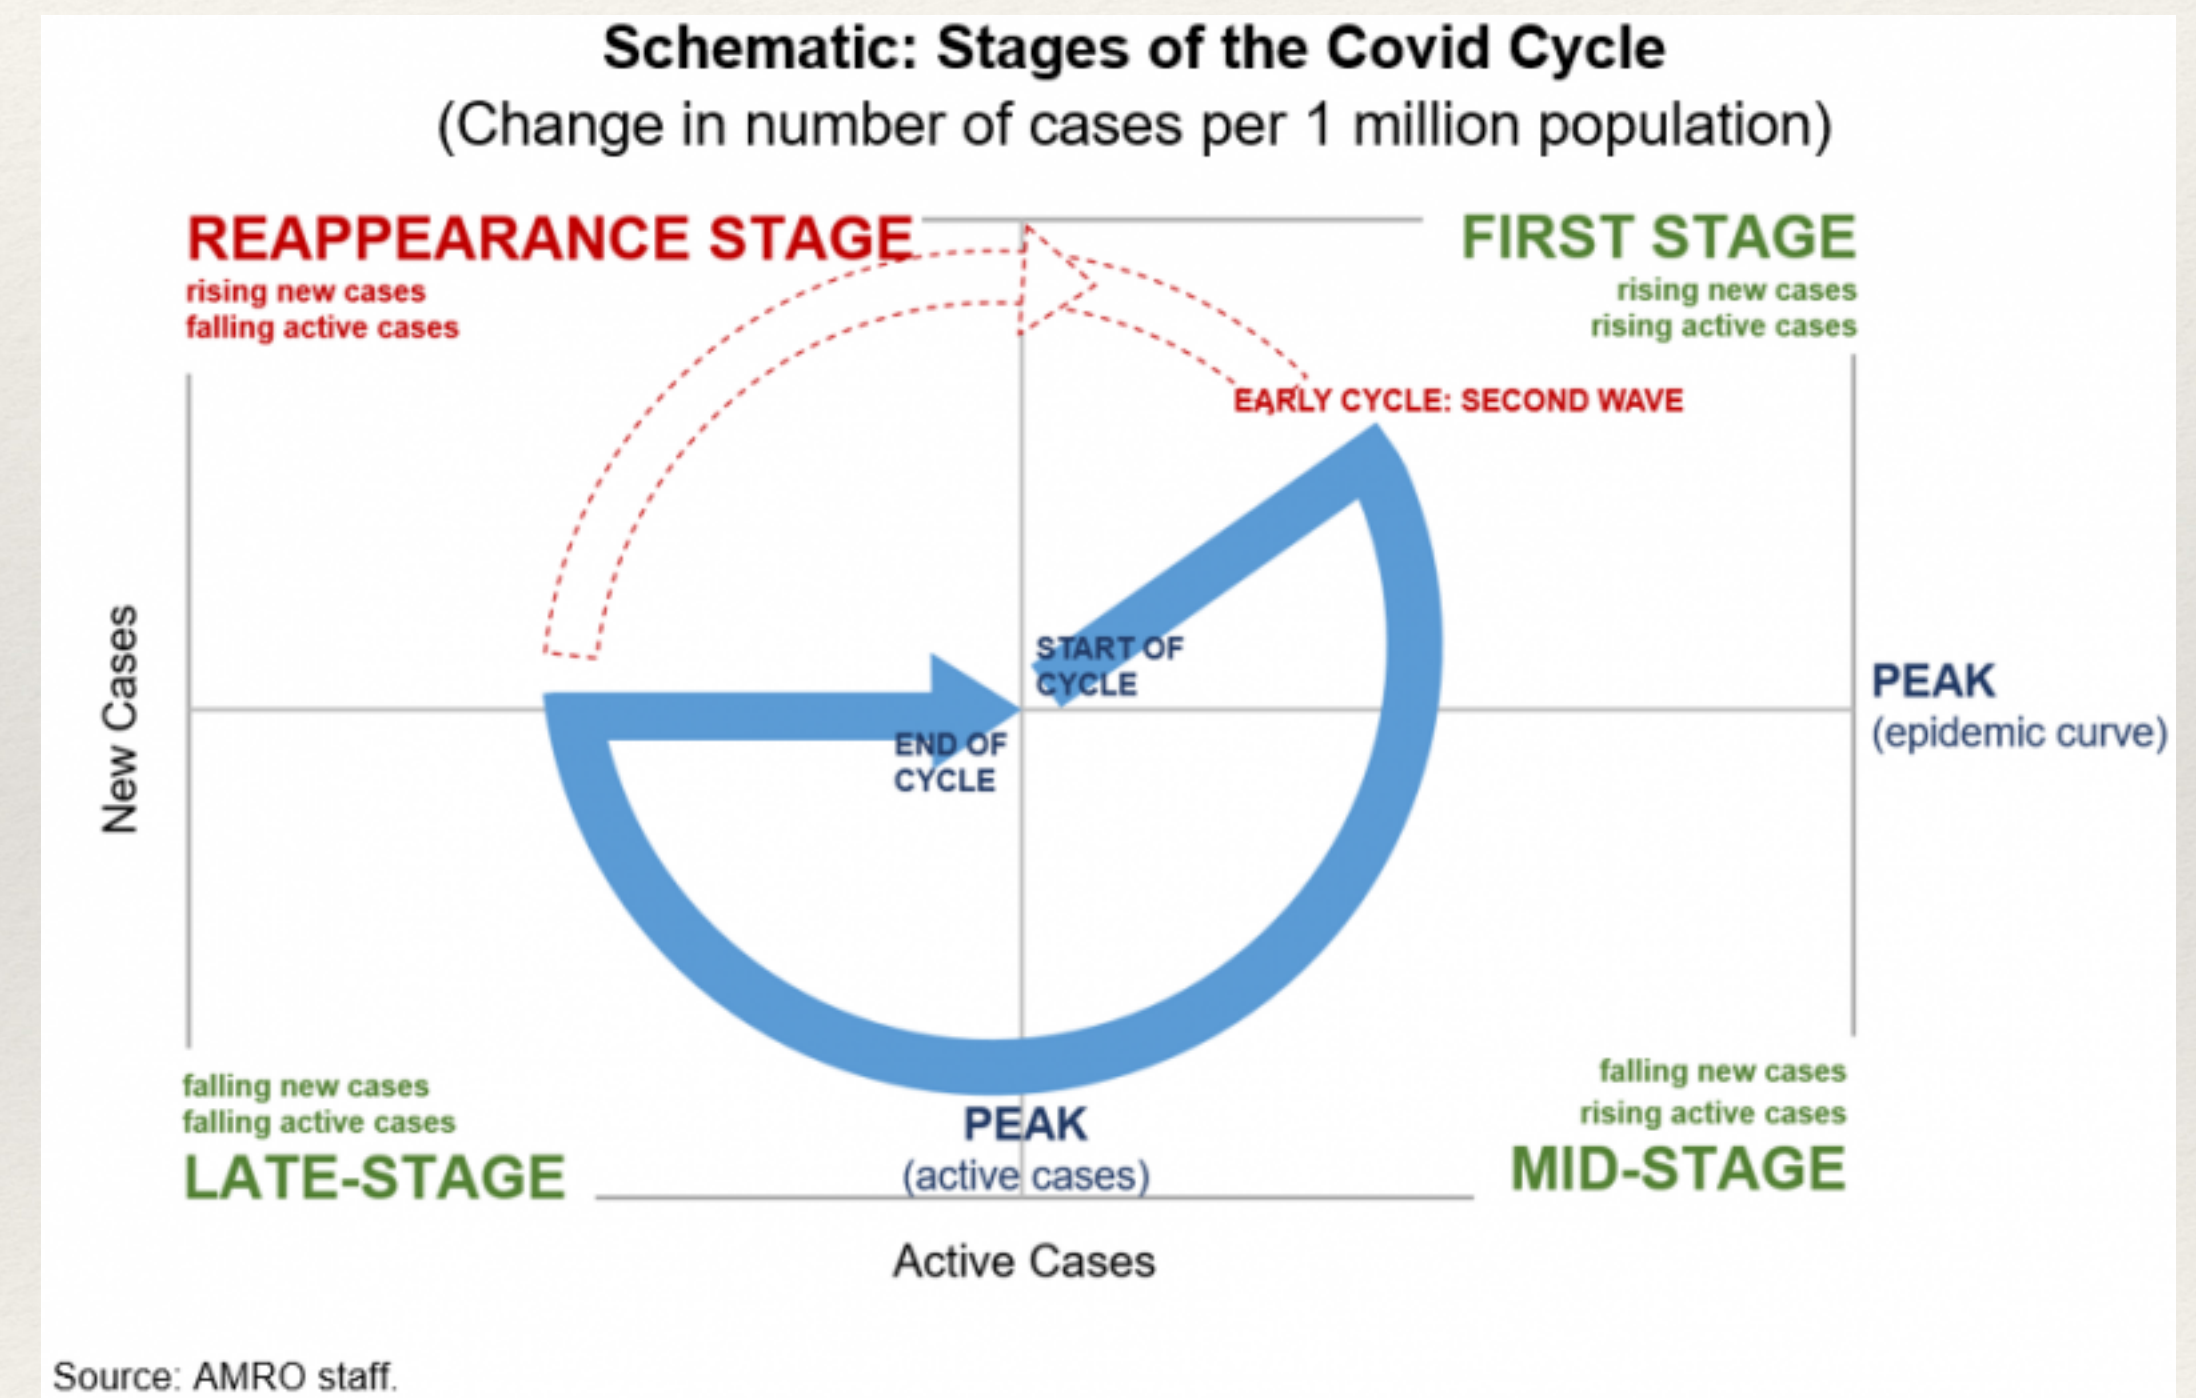 Schematic: Stages of the Covid Cycle
(Change in number of cases per 1 million population)
REAPPEARANCE STAGE
rising new cases
falling active cases
FIRST STAGE
rising new cases
rising active cases
EARLY CYCLE: SECOND WAVE
New Cases
START OF
CYCLE
END OF
CYCLE
PEAK
(epidemic curve)
falling new cases
falling active cases
LATE-STAGE
PEAK
(active cases)
falling new cases
rising active cases
MID-STAGE
Active Cases
Source: AMRO staff.